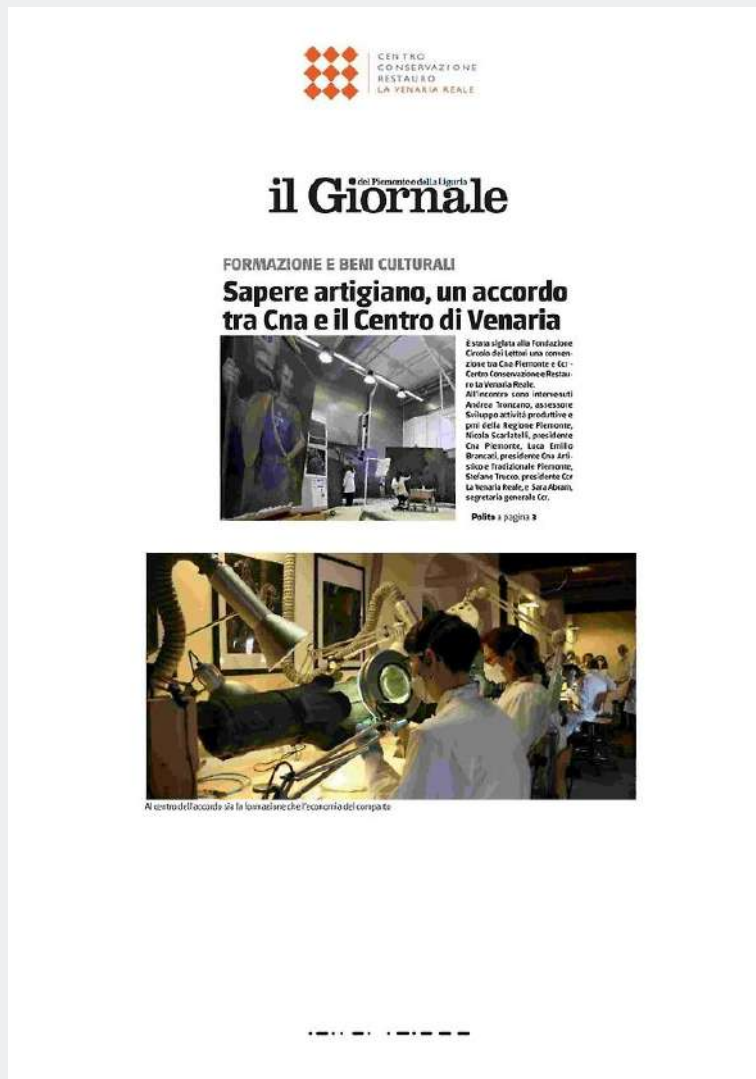 CENTRO
CONSERVAZIONE
RESTAURO
LA VENARIA REALE
del Piemonte e della Liguria
il Giornale
FORMAZIONE E BENI CULTURALI
Sapere artigiano, un accordo
tra Cna e il Centro di Venaria
È stata siglata alla Fondazione
Circolo dei Lettori una conven-
zione tra Cna Piemonte e Ccr -
Centro Conservazione e Restau-
ro La Venaria Reale.
All'incontro sono intervenuti
Andrea Tronzano, assessore
Sviluppo attività produttive e
pmi della Regione Piemonte,
Nicola Scarlatelli, presidente
Cna Piemonte, Luca Emilio
Brancati, presidente Cna Arti-
stico e Tradizionale Piemonte,
Stefano Trucco, presidente Ccr
La Venaria Reale, e Sara Abram,
segretaria generale Ccr.
Polito a pagina 3
Al centro dell'accordo sia la formazione che l'economia del comparto